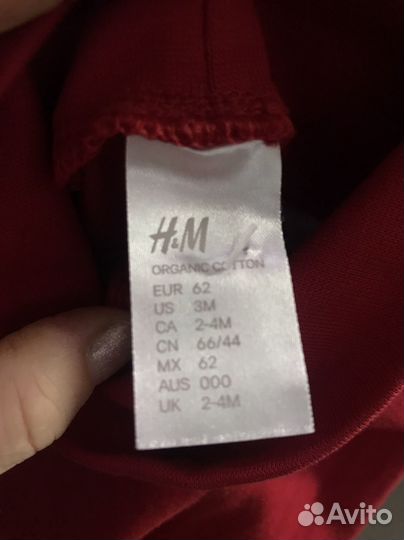 H&M
ORGANIC COTTON
EUR 62
US 3M
CA 2-4M
CN 66/44
MX 62
AUS 000
UK 2-4M
Avito